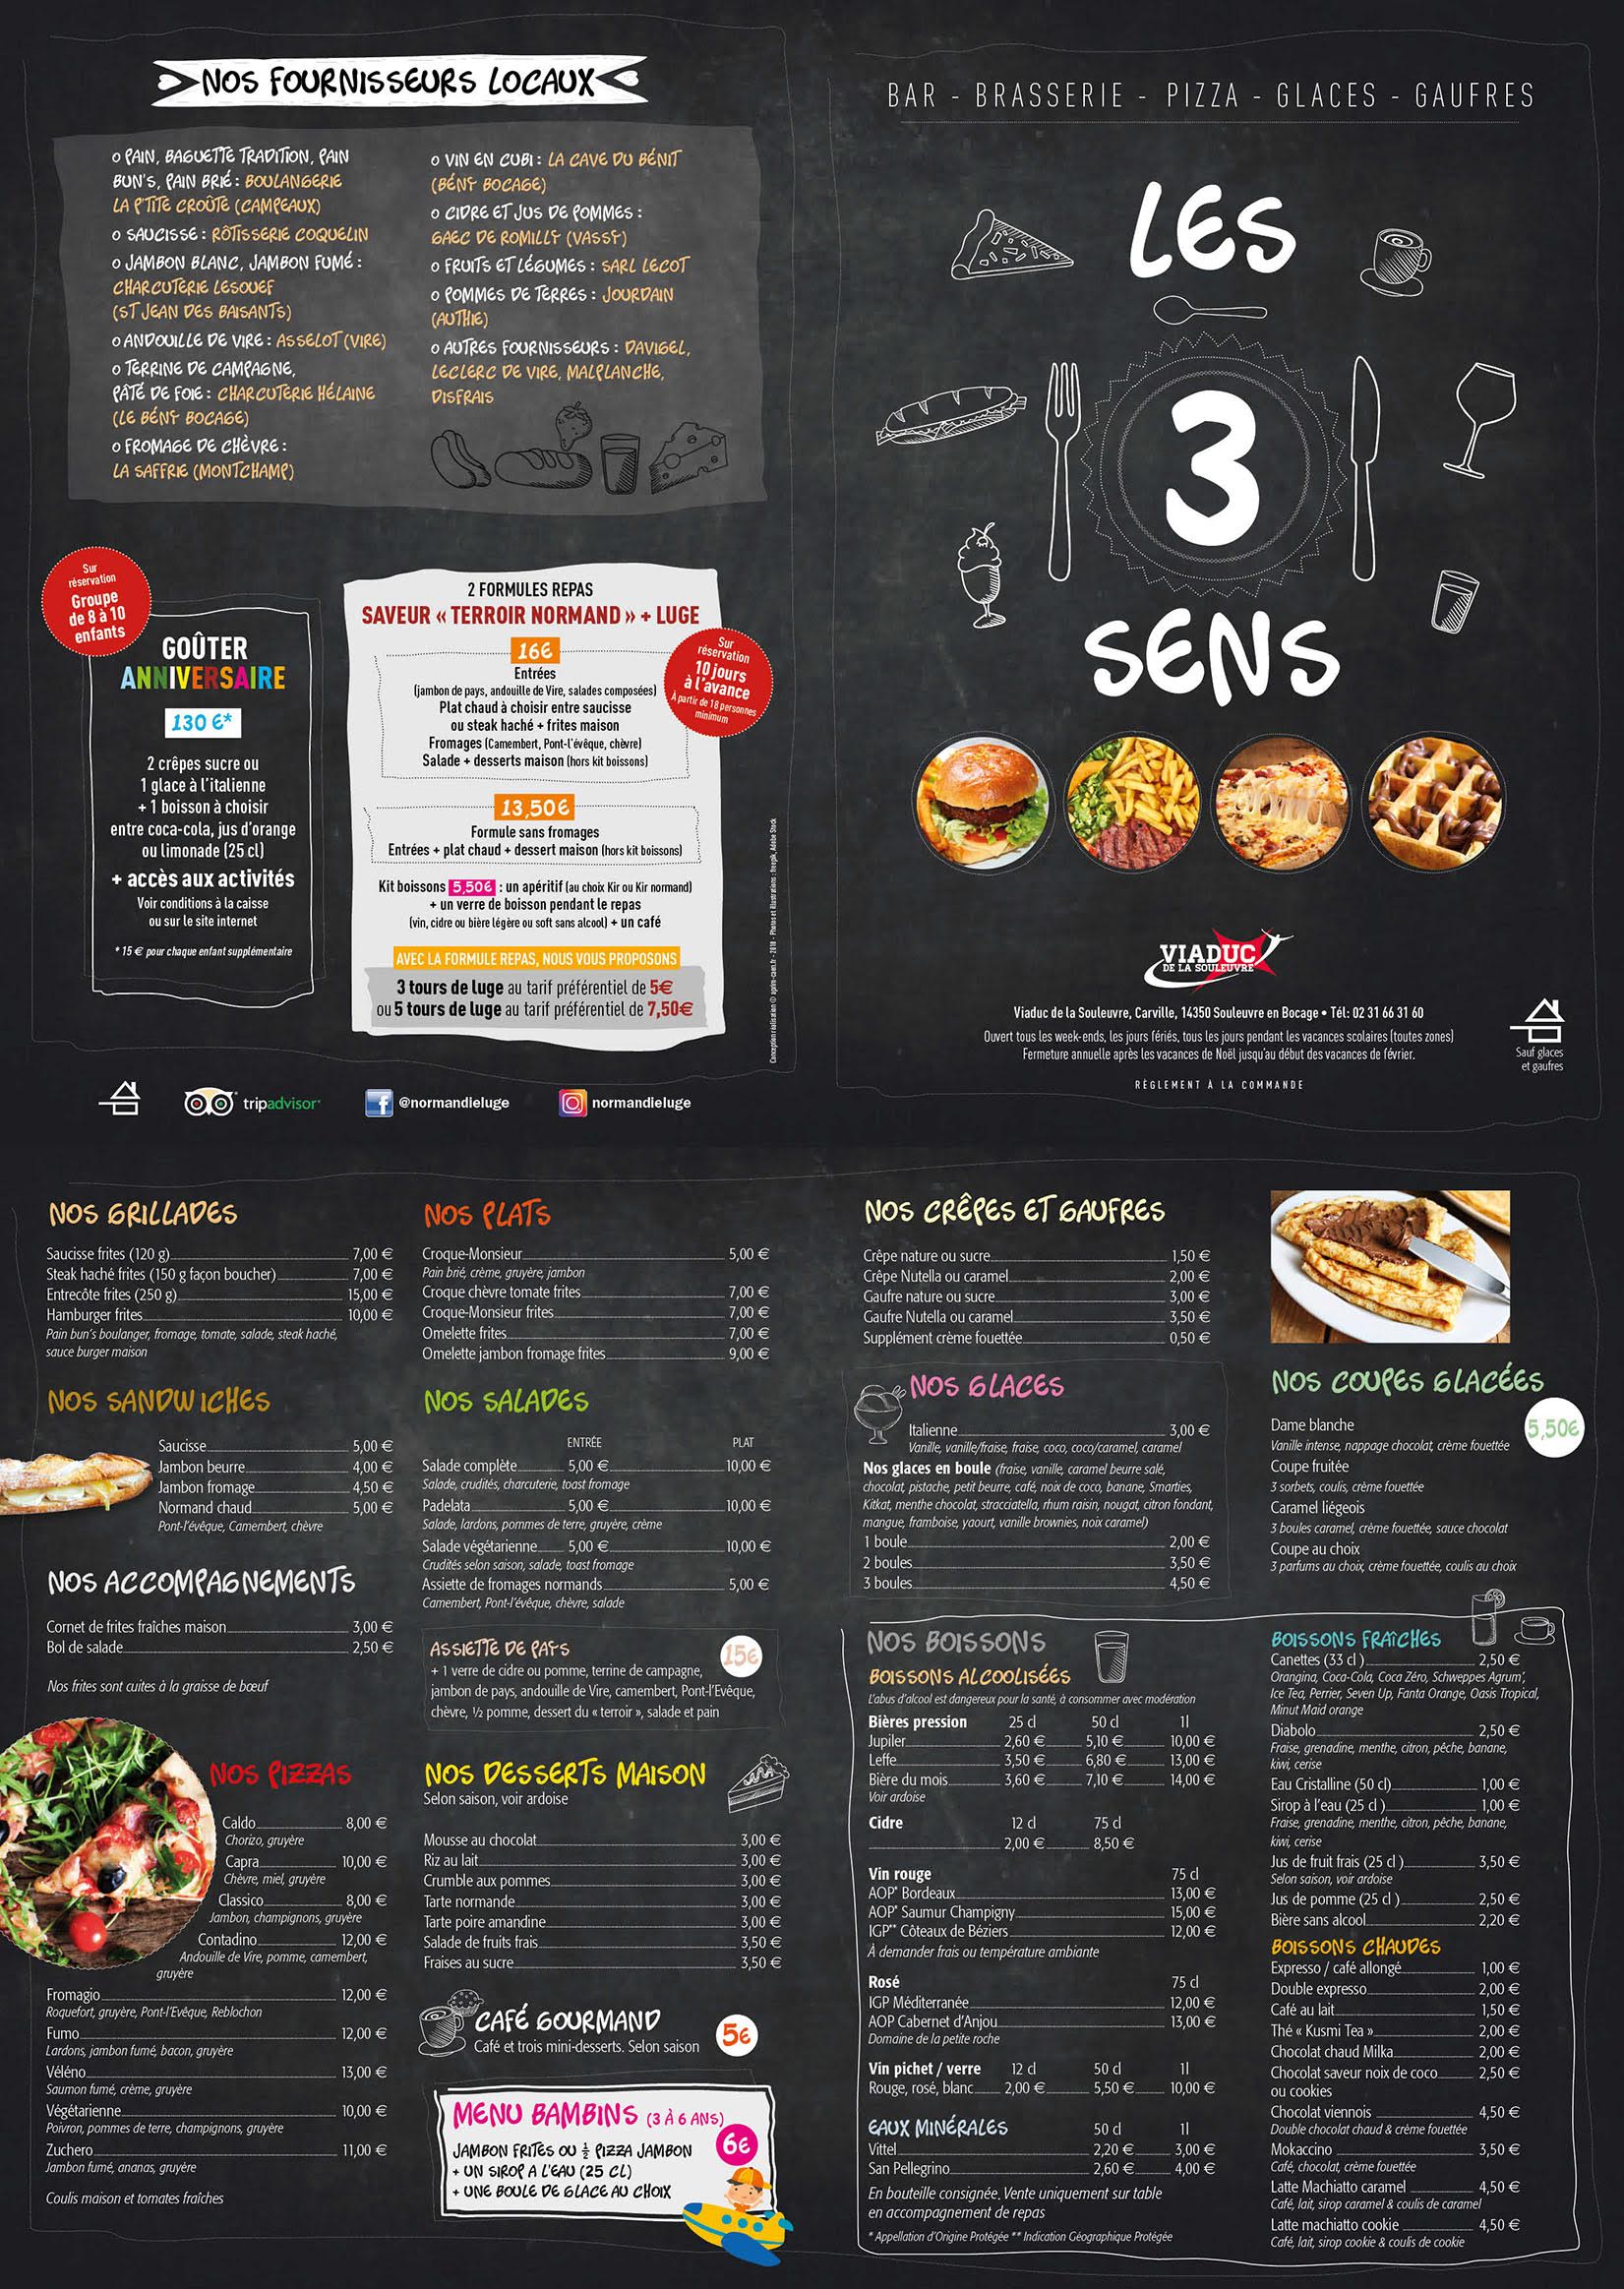 NOS FOURNISSEURS LOCAUX
O PAIN, BAGUETTE TRADITION, PAIN
BUN'S, PAIN BRIÉ : BOULANGERIE
LA P'TITE CROÛTE (CAMPEAUX)
O SAUCISSE : RÔTISSERIE COQUELIN
O JAMBON BLANC, JAMBON FUMÉ :
CHARCUTERIE LESOUEF
(ST JEAN DES BAISANTS)
O ANDOUILLE DE VIRE : ASSELOT (VIRE)
O TERRINE DE CAMPAGNE,
PÂTÉ DE FOIE : CHARCUTERIE HÉLAINE
(LE BÉNY BOCAGE)
O FROMAGE DE CHÈVRE :
LA SAFFRIE (MONTCHAMP)
O VIN EN CUBI : LA CAVE DU BÉNIT
(BÉNY BOCAGE)
O CIDRE ET JUS DE POMMES :
GAEC DE ROMILLY (VASSY)
O FRUITS ET LÉGUMES : SARL LECOT
O POMMES DE TERRES : JOURDAIN
(AUTHIE)
O AUTRES FOURNISSEURS : DAVIGEL,
LECLERC DE VIRE, MALPLANCHE,
DISFRAIS
Sur
réservation
Groupe
de 8 à 10
enfants
GOÛTER
ANNIVERSAIRE
130 €*
2 crêpes sucre ou
1 glace à l'italienne
+ 1 boisson à choisir
entre coca-cola, jus d'orange
ou limonade (25 cl)
+ accès aux activités
Voir conditions à la caisse
ou sur le site internet
* 15 € pour chaque enfant supplémentaire
2 FORMULES REPAS
SAVEUR « TERROIR NORMAND » + LUGE
16€
Entrées
(jambon de pays, andouille de Vire, salades composées)
Plat chaud à choisir entre saucisse
ou steak haché + frites maison
Fromages (Camembert, Pont-l'évêque, chèvre)
Salade + desserts maison (hors kit boissons)
Sur
réservation
10 jours
à l'avance
À partir de 18 personnes
minimum
13,50€
Formule sans fromages
Entrées + plat chaud + dessert maison (hors kit boissons)
Kit boissons 5,50€ : un apéritif (au choix Kir ou Kir normand)
+ un verre de boisson pendant le repas
(vin, cidre ou bière légère ou soft sans alcool) + un café
AVEC LA FORMULE REPAS, NOUS VOUS PROPOSONS
3 tours de luge au tarif préférentiel de 5€
ou 5 tours de luge au tarif préférentiel de 7,50€
Conception réalisation © aprim-caen.fr - 2018 - Photos et illustrations : freepik, Adobe Stock
tripadvisor
@normandieluge
normandieluge
BAR - BRASSERIE - PIZZA - GLACES - GAUFRES
LES
3
SENS
VIADUC
DE LA SOULEUVRE
Viaduc de la Souleuvre, Carville, 14350 Souleuvre en Bocage • Tél: 02 31 66 31 60
Ouvert tous les week-ends, les jours fériés, tous les jours pendant les vacances scolaires (toutes zones)
Fermeture annuelle après les vacances de Noël jusqu'au début des vacances de février.
RÈGLEMENT À LA COMMANDE
Sauf glaces
et gaufres
NOS GRILLADES
Saucisse frites (120 g) 7,00 €
Steak haché frites (150 g façon boucher) 7,00 €
Entrecôte frites (250 g) 15,00 €
Hamburger frites 10,00 €
Pain bun's boulanger, fromage, tomate, salade, steak haché,
sauce burger maison
NOS SANDWICHES
Saucisse 5,00 €
Jambon beurre 4,00 €
Jambon fromage 4,50 €
Normand chaud 5,00 €
Pont-l'évêque, Camembert, chèvre
NOS ACCOMPAGNEMENTS
Cornet de frites fraîches maison 3,00 €
Bol de salade 2,50 €
Nos frites sont cuites à la graisse de bœuf
NOS PIZZAS
Caldo 8,00 €
Chorizo, gruyère
Capra 10,00 €
Chèvre, miel, gruyère
Classico 8,00 €
Jambon, champignons, gruyère
Contadino 12,00 €
Andouille de Vire, pomme, camembert,
gruyère
Fromagio 12,00 €
Roquefort, gruyère, Pont-l'Evêque, Reblochon
Fumo 12,00 €
Lardons, jambon fumé, bacon, gruyère
Véléno 13,00 €
Saumon fumé, crème, gruyère
Végétarienne 10,00 €
Poivron, pommes de terre, champignons, gruyère
Zuchero 11,00 €
Jambon fumé, ananas, gruyère
Coulis maison et tomates fraîches
NOS PLATS
Croque-Monsieur 5,00 €
Pain brié, crème, gruyère, jambon
Croque chèvre tomate frites 7,00 €
Croque-Monsieur frites 7,00 €
Omelette frites 7,00 €
Omelette jambon fromage frites 9,00 €
NOS SALADES
ENTRÉE PLAT
Salade complète 5,00 € 10,00 €
Salade, crudités, charcuterie, toast fromage
Padelata 5,00 € 10,00 €
Salade, lardons, pommes de terre, gruyère, crème
Salade végétarienne 5,00 € 10,00 €
Crudités selon saison, salade, toast fromage
Assiette de fromages normands 5,00 €
Camembert, Pont-l'évêque, chèvre, salade
ASSIETTE DE PAYS 15€
+ 1 verre de cidre ou pomme, terrine de campagne,
jambon de pays, andouille de Vire, camembert, Pont-l'Evêque,
chèvre, ½ pomme, dessert du « terroir », salade et pain
NOS DESSERTS MAISON
Selon saison, voir ardoise
Mousse au chocolat 3,00 €
Riz au lait 3,00 €
Crumble aux pommes 3,00 €
Tarte normande 3,00 €
Tarte poire amandine 3,00 €
Salade de fruits frais 3,50 €
Fraises au sucre 3,50 €
CAFÉ GOURMAND 5€
Café et trois mini-desserts. Selon saison
MENU BAMBINS (3 À 6 ANS) 6€
JAMBON FRITES OU ½ PIZZA JAMBON
+ UN SIROP A L'EAU (25 CL)
+ UNE BOULE DE GLACE AU CHOIX
NOS CRÊPES ET GAUFRES
Crêpe nature ou sucre 1,50 €
Crêpe Nutella ou caramel 2,00 €
Gaufre nature ou sucre 3,00 €
Gaufre Nutella ou caramel 3,50 €
Supplément crème fouettée 0,50 €
NOS GLACES
Italienne 3,00 €
Vanille, vanille/fraise, fraise, coco, coco/caramel, caramel
Nos glaces en boule (fraise, vanille, caramel beurre salé,
chocolat, pistache, petit beurre, café, noix de coco, banane, Smarties,
Kitkat, menthe chocolat, stracciatella, rhum raisin, nougat, citron fondant,
mangue, framboise, yaourt, vanille brownies, noix caramel)
1 boule 2,00 €
2 boules 3,50 €
3 boules 4,50 €
NOS COUPES GLACÉES
5,50€
Dame blanche
Vanille intense, nappage chocolat, crème fouettée
Coupe fruitée
3 sorbets, coulis, crème fouettée
Caramel liégeois
3 boules caramel, crème fouettée, sauce chocolat
Coupe au choix
3 parfums au choix, crème fouettée, coulis au choix
NOS BOISSONS
BOISSONS ALCOOLISÉES
L'abus d'alcool est dangereux pour la santé, à consommer avec modération
Bières pression 25 cl 50 cl 1l
Jupiler 2,60 € 5,10 € 10,00 €
Leffe 3,50 € 6,80 € 13,00 €
Bière du mois 3,60 € 7,10 € 14,00 €
Voir ardoise
Cidre 12 cl 75 cl
2,00 € 8,50 €
Vin rouge 75 cl
AOP* Bordeaux 13,00 €
AOP* Saumur Champigny 15,00 €
IGP** Côteaux de Béziers 12,00 €
À demander frais ou température ambiante
Rosé 75 cl
IGP Méditerranée 12,00 €
AOP Cabernet d'Anjou 13,00 €
Domaine de la petite roche
Vin pichet / verre 12 cl 50 cl 1l
Rouge, rosé, blanc 2,00 € 5,50 € 10,00 €
EAUX MINÉRALES 50 cl 1l
Vittel 2,20 € 3,00 €
San Pellegrino 2,60 € 4,00 €
En bouteille consignée. Vente uniquement sur table
en accompagnement de repas
* Appellation d'Origine Protégée ** Indication Géographique Protégée
BOISSONS FRAÎCHES
Canettes (33 cl ) 2,50 €
Orangina, Coca-Cola, Coca Zéro, Schweppes Agrum',
Ice Tea, Perrier, Seven Up, Fanta Orange, Oasis Tropical,
Minut Maid orange
Diabolo 2,50 €
Fraise, grenadine, menthe, citron, pêche, banane,
kiwi, cerise
Eau Cristalline (50 cl) 1,00 €
Sirop à l'eau (25 cl ) 1,00 €
Fraise, grenadine, menthe, citron, pêche, banane,
kiwi, cerise
Jus de fruit frais (25 cl ) 3,50 €
Selon saison, voir ardoise
Jus de pomme (25 cl ) 2,50 €
Bière sans alcool 2,20 €
BOISSONS CHAUDES
Expresso / café allongé 1,00 €
Double expresso 2,00 €
Café au lait 1,50 €
Thé « Kusmi Tea » 2,00 €
Chocolat chaud Milka 2,00 €
Chocolat saveur noix de coco 2,50 €
ou cookies
Chocolat viennois 4,50 €
Double chocolat chaud & crème fouettée
Mokaccino 3,50 €
Café, chocolat, crème fouettée
Latte Machiatto caramel 4,50 €
Café, lait, sirop caramel & coulis de caramel
Latte machiatto cookie 4,50 €
Café, lait, sirop cookie & coulis de cookie